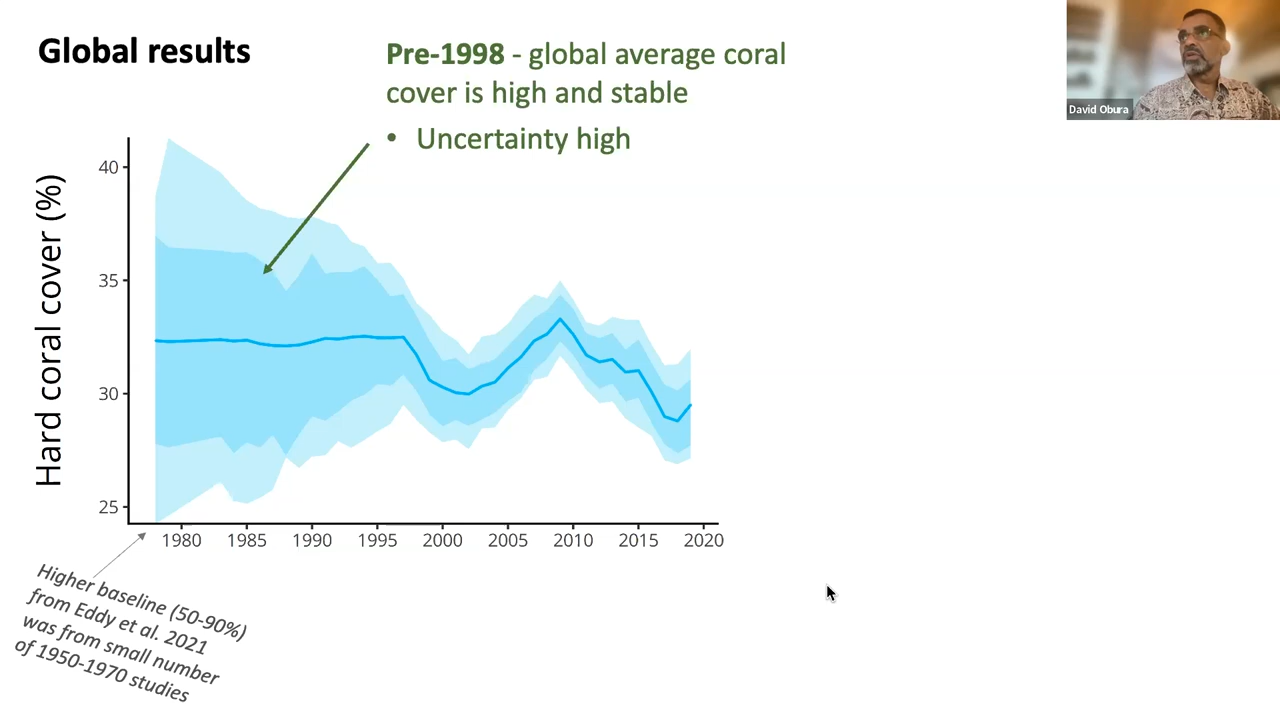 Global results
Pre-1998 - global average coral
cover is high and stable
• Uncertainty high
David Obura
Hard coral cover (%)
40
35
30
25
1980 1985 1990 1995 2000 2005 2010 2015 2020
Higher baseline (50-90%)
from Eddy et al. 2021
was from small number
of 1950-1970 studies